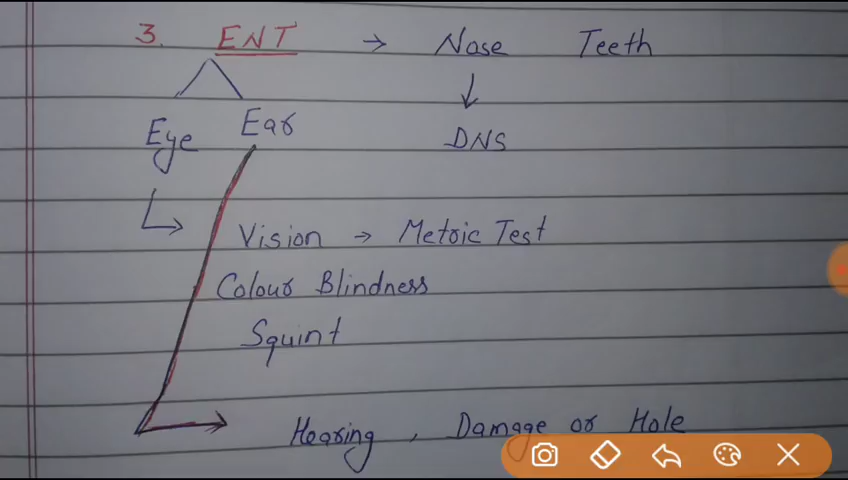 3. ENT → Nose Teeth
Eye Ear DNS
Vision → Metric Test
Colour Blindness
Squint
Hearing, Damage or Hole